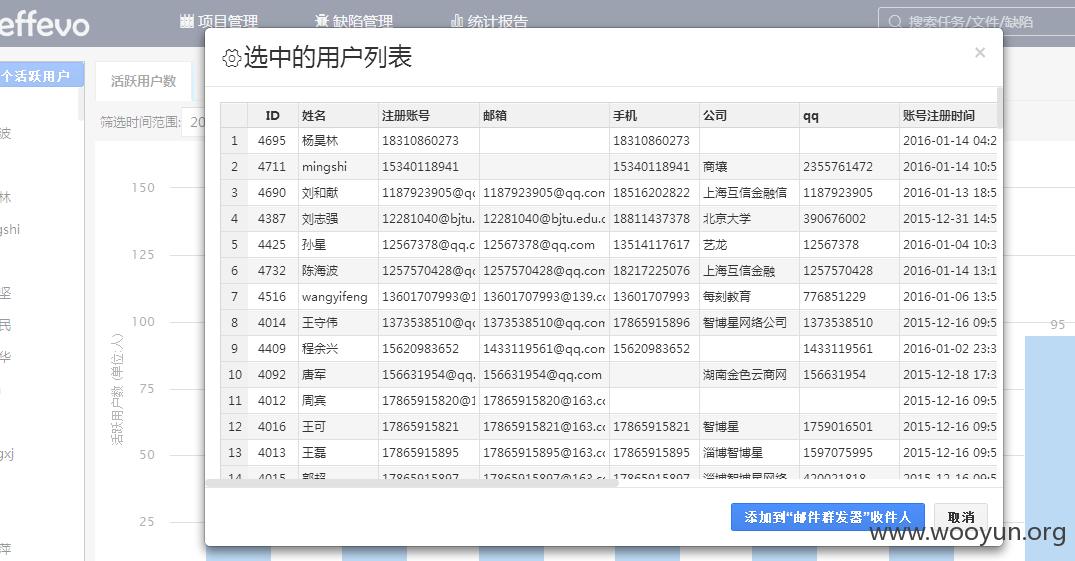 effevo 项目管理 缺陷管理 统计报告 搜索任务/文件/缺陷
选中的用户列表 ×
个活跃用户
活跃用户数
筛选时间范围: 20
波
林
gshi
坚
民
华
gxj
萍
150
125
100
75
50
25
活跃用户数 (单位:人)
95
ID 姓名 注册账号 邮箱 手机 公司 qq 账号注册时间
1 4695 杨昊林 18310860273 18310860273 2016-01-14 04:2
2 4711 mingshi 15340118941 15340118941 商壤 2355761472 2016-01-14 10:5
3 4690 刘和献 1187923905@qc 1187923905@qq.com 18516202822 上海互信金融信 1187923905 2016-01-13 18:5
4 4387 刘志强 12281040@bjtu. 12281040@bjtu.edu.c 18811437378 北京大学 390676002 2015-12-31 14:5
5 4425 孙星 12567378@qq.c 12567378@qq.com 13514117617 艺龙 12567378 2016-01-04 10:3
6 4732 陈海波 1257570428@qc 1257570428@qq.com 18217225076 上海互信金融 1257570428 2016-01-14 13:1
7 4516 wangyifeng 13601707993@1 13601707993@139.cc 13601707993 每刻教育 776851229 2016-01-06 13:5
8 4014 王守伟 1373538510@qc 1373538510@qq.com 17865915896 智博星网络公司 1373538510 2015-12-16 09:5
9 4409 程余兴 15620983652 1433119561@qq.com 15620983652 1433119561 2016-01-02 23:3
10 4092 唐军 156631954@qq. 156631954@qq.com 湖南金色云商网 156631954 2015-12-18 17:3
11 4012 周宾 17865915820@1 17865915820@163.cc 2015-12-16 09:5
12 4016 王可 17865915821 17865915821@163.cc 17865915821 智博星 1759016501 2015-12-16 09:5
13 4013 王磊 17865915895 17865915895@163.cc 17865915895 淄博智博星 1597075995 2015-12-16 09:5
14 4015 郭超 17865915897 17865915897@163.cc 17865915897 淄博智博星网络 420021818 2015-12-16 09:5
添加到“邮件群发器”收件人 取消
www.wooyun.org